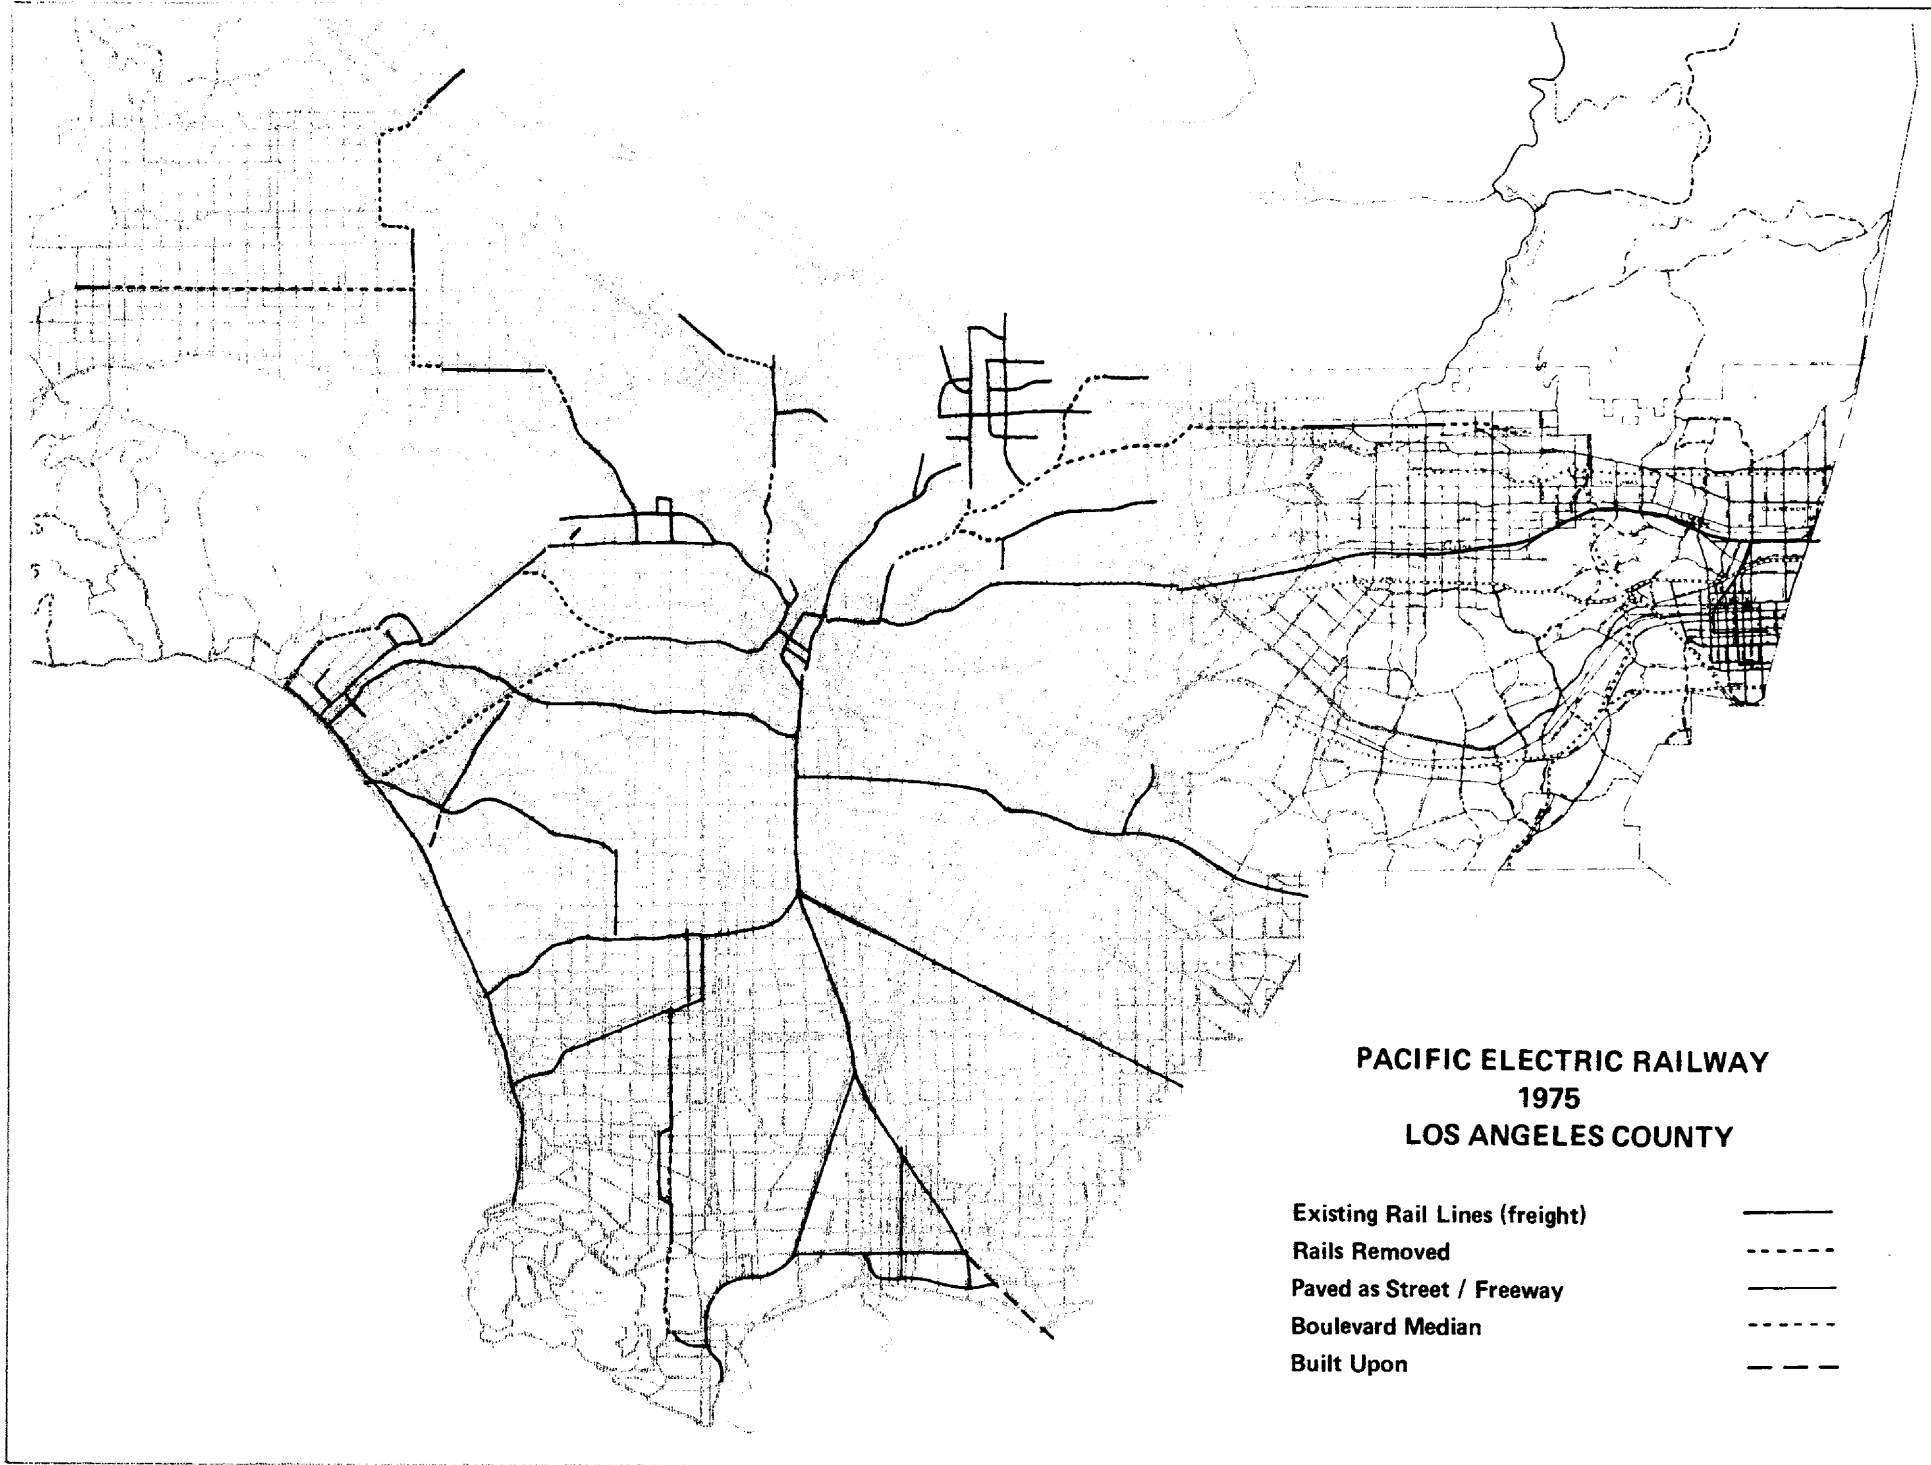 PACIFIC ELECTRIC RAILWAY
1975
LOS ANGELES COUNTY
Existing Rail Lines (freight)
Rails Removed
Paved as Street / Freeway
Boulevard Median
Built Upon